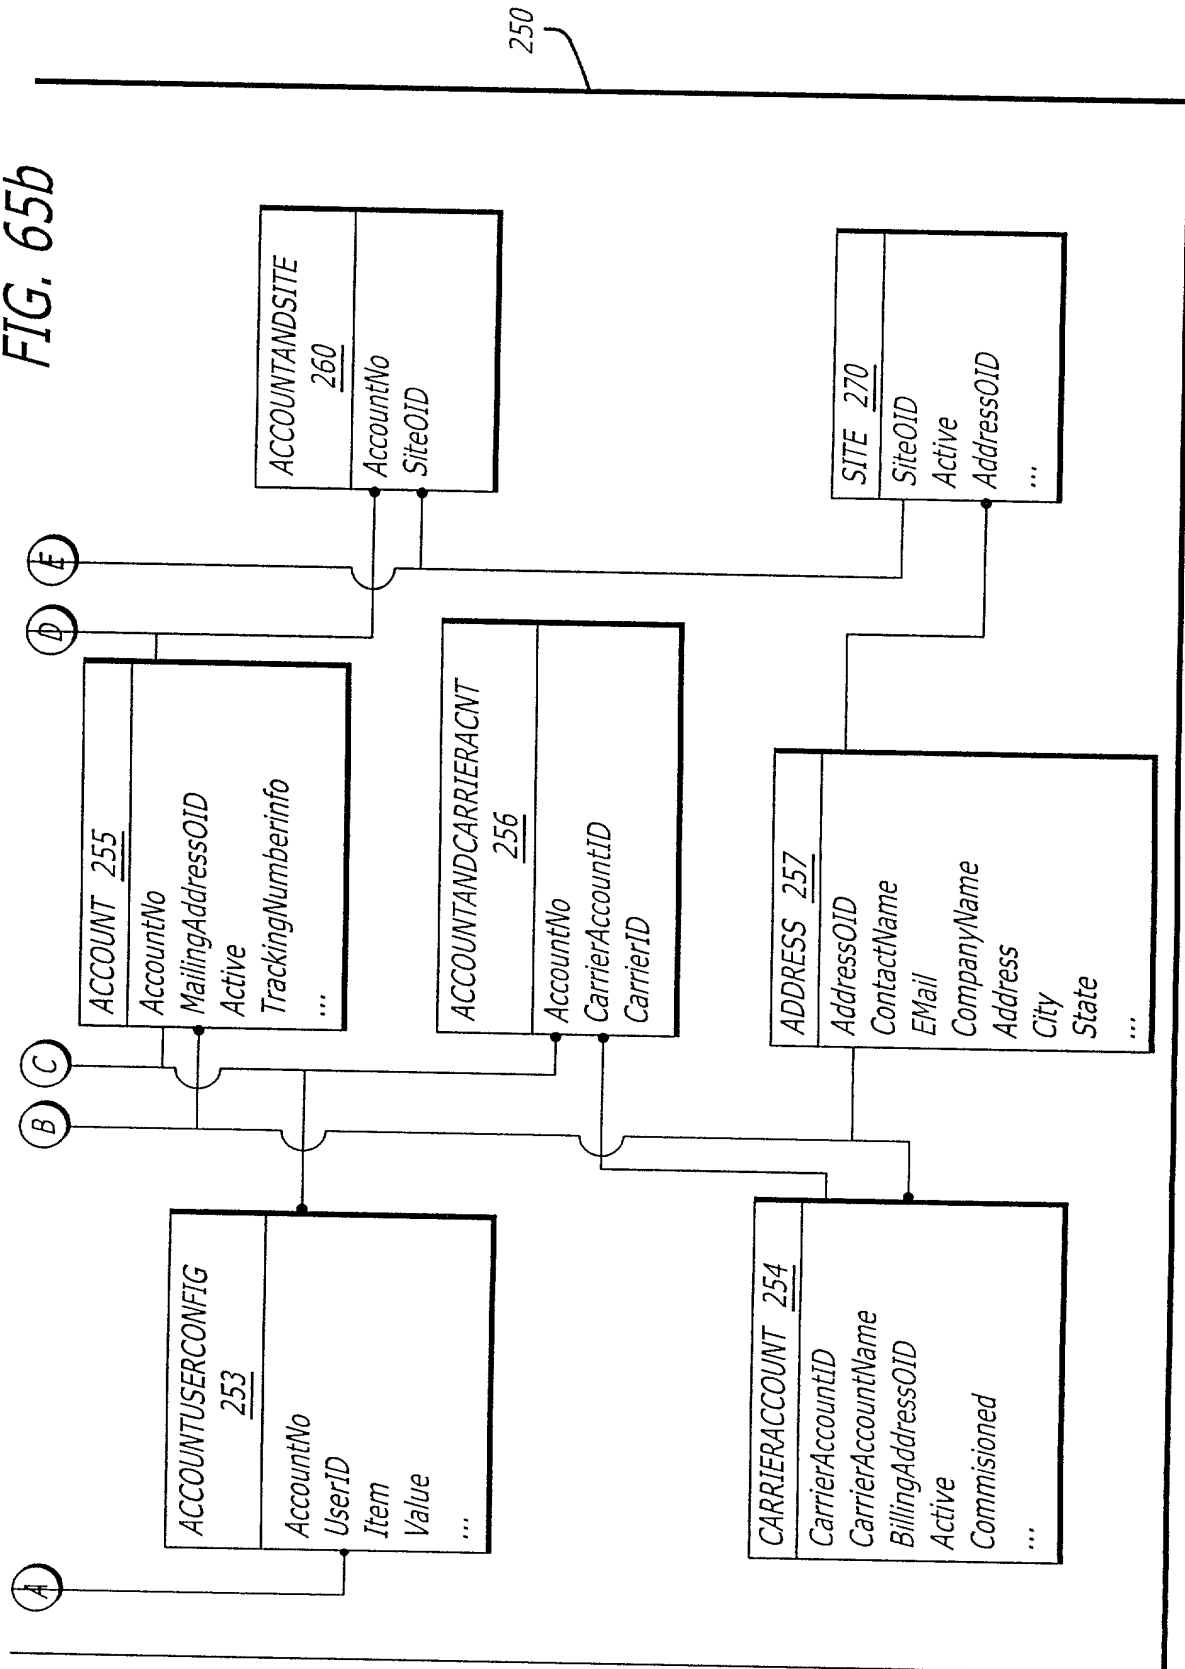 FIG. 65b
250
A
B
C
D
E
ACCOUNTUSERCONFIG
253
AccountNo
UserID
Item
Value
...
ACCOUNT 255
AccountNo
MailingAddressOID
Active
TrackingNumberinfo
...
ACCOUNTANDSITE
260
AccountNo
SiteOID
ACCOUNTANDCARRIERACNT
256
AccountNo
CarrierAccountID
CarrierID
CARRIERACCOUNT 254
CarrierAccountID
CarrierAccountName
BillingAddressOID
Active
Commisioned
...
ADDRESS 257
AddressOID
ContactName
EMail
CompanyName
Address
City
State
...
SITE 270
SiteOID
Active
AddressOID
...